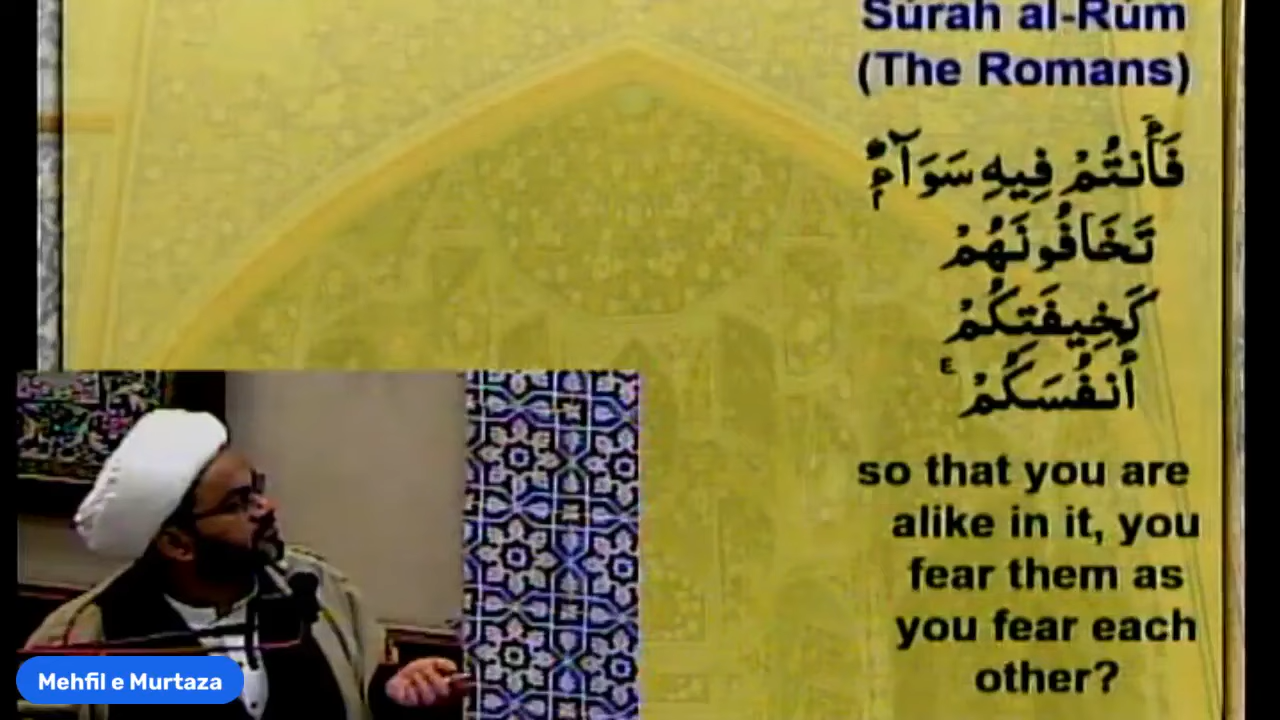 Sūrah al-Rūm
(The Romans)
فَأَنتُمْ فِيهِ سَوَآءٌ
تَخَافُونَهُمْ
كَخِيفَتِكُمْ
أَنفُسَكُمْ ۚ
so that you are
alike in it, you
fear them as
you fear each
other?
Mehfil e Murtaza